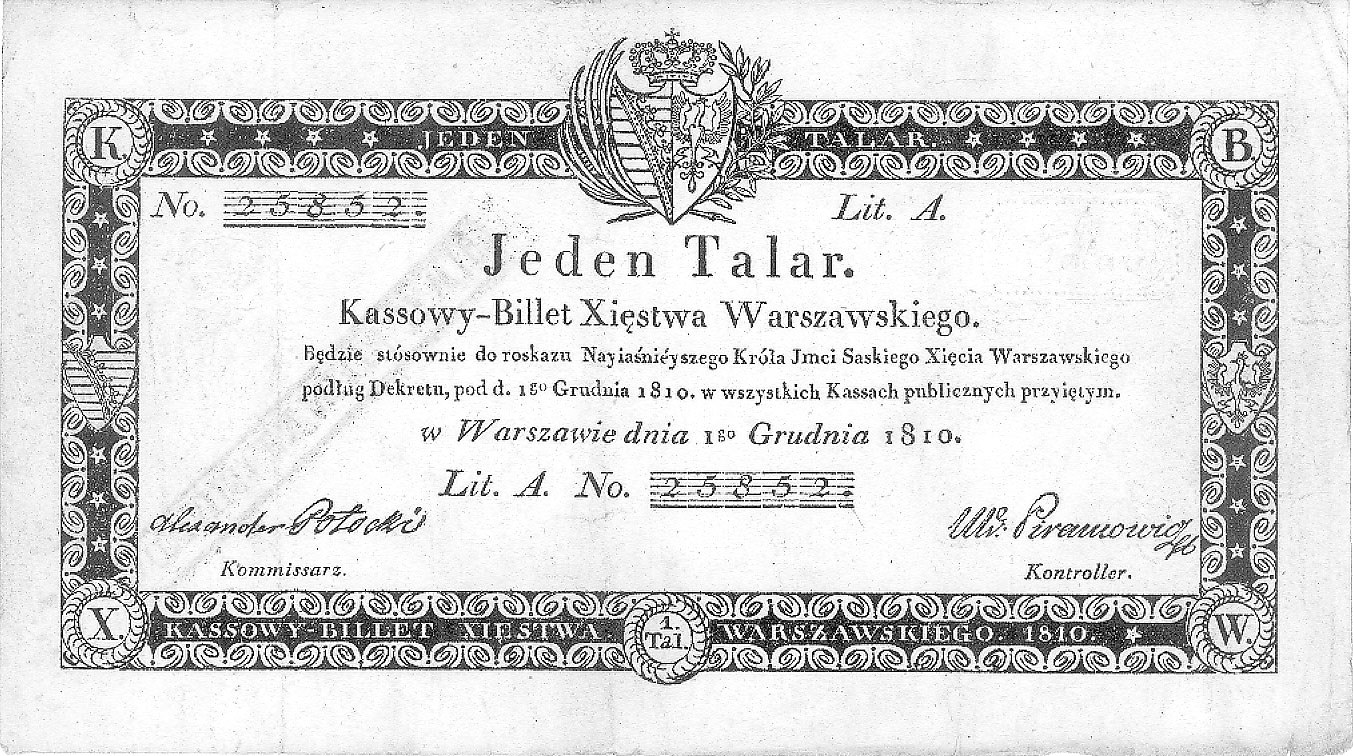 K.
JEDEN TALAR.
B.
No. 25852. Lit. A.
Jeden Talar.
Kassowy-Billet Xięstwa Warszawskiego.
Będzie stósownie do roskazu Nayiaśniéyszego Króla Jmci Saskiego Xięcia Warszawskiego
podług Dekretu, pod d. 1go Grudnia 1810. w wszystkich Kassach publicznych przyiętym.
w Warszawie dnia 1go Grudnia 1810.
Lit. A. No. 25852.
Alexander Potocki
Kommissarz.
Piramowicz
Kontroller.
X.
KASSOWY-BILLET XIĘSTWA
1. Tal.
WARSZAWSKIEGO. 1810.
W.